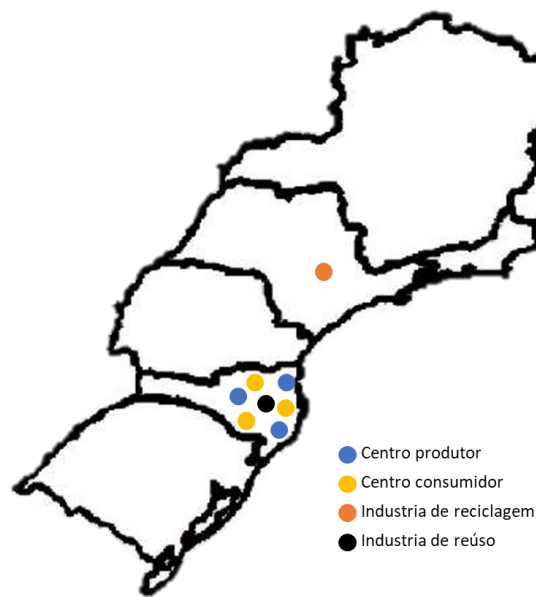 Centro produtor
Centro consumidor
Industria de reciclagem
Industria de reúso